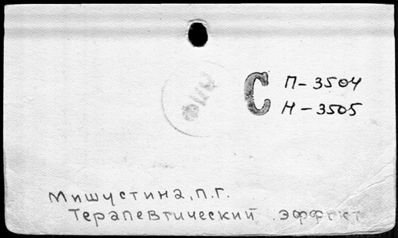 С
П-3504
Н-3505
Мишустина, П.Г.
Терапевтический эффект